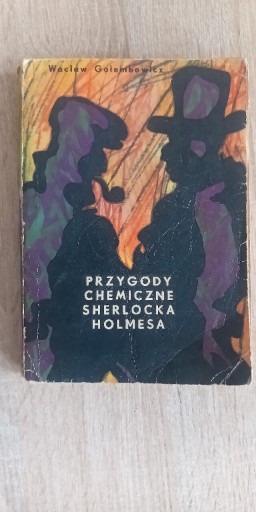 Wacław Gołembowicz
PRZYGODY
CHEMICZNE
SHERLOCKA
HOLMESA